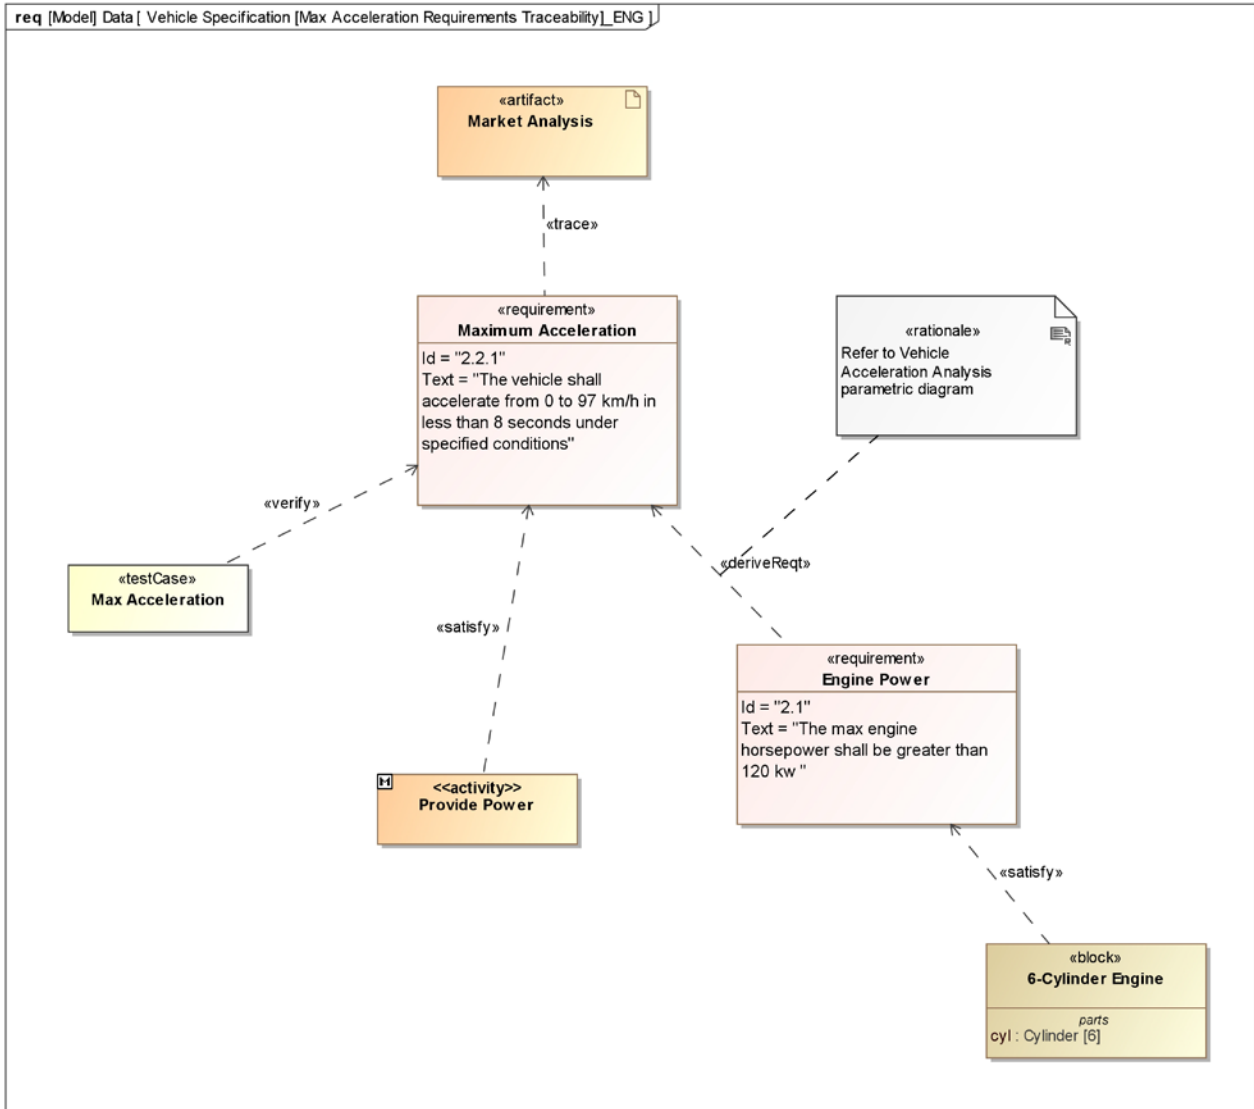 req [Model] Data [ Vehicle Specification [Max Acceleration Requirements Traceability]_ENG ]
«artifact»
Market Analysis
«trace»
«requirement»
Maximum Acceleration
Id = "2.2.1"
Text = "The vehicle shall
accelerate from 0 to 97 km/h in
less than 8 seconds under
specified conditions"
«rationale»
Refer to Vehicle
Acceleration Analysis
parametric diagram
«verify»
«deriveReqt»
«testCase»
Max Acceleration
«satisfy»
«requirement»
Engine Power
Id = "2.1"
Text = "The max engine
horsepower shall be greater than
120 kw "
<<activity>>
Provide Power
«satisfy»
«block»
6-Cylinder Engine
parts
cyl : Cylinder [6]